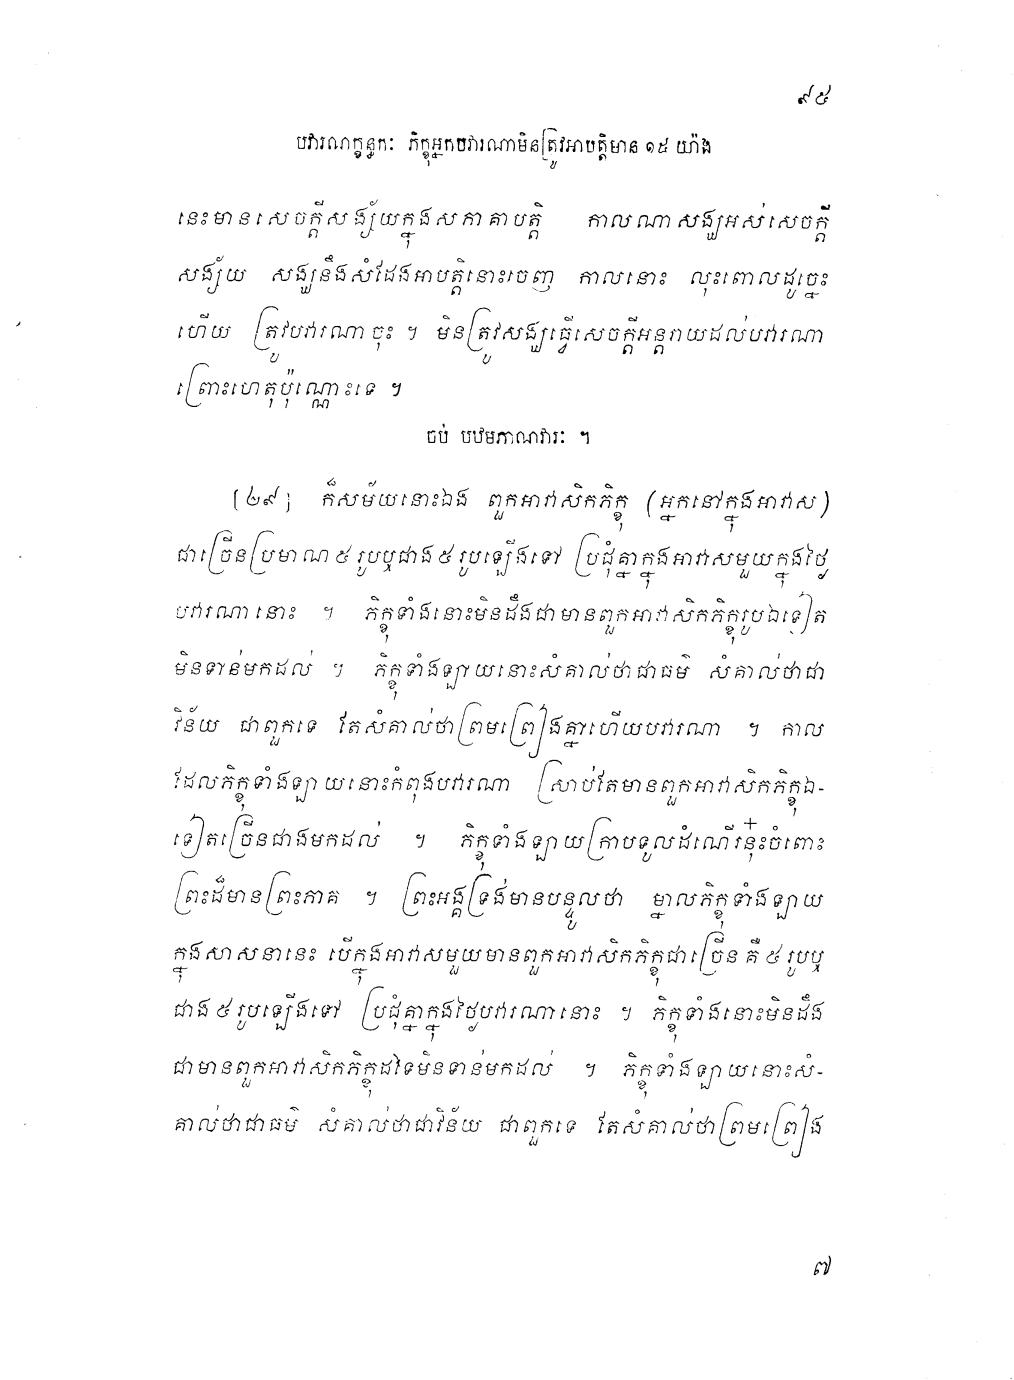 ៩៥
បវារណាក្ខន្ធកៈ ភិក្ខុអ្នកបវារណាមិនត្រូវអាបត្តិមាន ១៥ យ៉ាង
នេះមានសេចក្តីសង្ស័យក្នុងសភាគាបត្តិ កាលណាសង្ឃអស់សេចក្តី
សង្ស័យ សង្ឃនឹងសំដែងអាបត្តិនោះចេញ កាលនោះ លុះពោលដូច្នេះ
ហើយ ត្រូវបវារណាចុះ ។ មិនត្រូវសង្ឃធ្វើសេចក្តីអន្តរាយដល់បវារណា
ព្រោះហេតុប៉ុណ្ណោះទេ ។
ចប់ បឋមភាណវារៈ ។
[៤៩] ក៏សម័យនោះឯង ពួកអាវាសិកភិក្ខុ (អ្នកនៅក្នុងអាវាស)
ជាច្រើនប្រមាណ ៥ រូបឬជាង ៥ រូបឡើងទៅ ប្រជុំគ្នាក្នុងអាវាសមួយក្នុងថ្ងៃ
បវារណានោះ ។ ភិក្ខុទាំងនោះមិនដឹងជាមានពួកអាវាសិកភិក្ខុរូបឯទៀត
មិនទាន់មកដល់ ។ ភិក្ខុទាំងឡាយនោះសំគាល់ថាជាធម៌ សំគាល់ថាជា
វិន័យ ជាពួកទេ តែសំគាល់ថាព្រមព្រៀងគ្នាហើយបវារណា ។ កាល
ដែលភិក្ខុទាំងឡាយនោះកំពុងបវារណា ស្រាប់តែមានពួកអាវាសិកភិក្ខុឯ-
ទៀតច្រើនជាងមកដល់ ។ ភិក្ខុទាំងឡាយក្រាបទូលដំណើរនុ៎ះចំពោះ
ព្រះដ៏មានព្រះភាគ ។ ព្រះអង្គទ្រង់មានបន្ទូលថា ម្នាលភិក្ខុទាំងឡាយ
ក្នុងសាសនានេះ បើក្នុងអាវាសមួយមានពួកអាវាសិកភិក្ខុជាច្រើន គឺ ៥ រូបឬ
ជាង ៥ រូបឡើងទៅ ប្រជុំគ្នាក្នុងថ្ងៃបវារណានោះ ។ ភិក្ខុទាំងនោះមិនដឹង
ជាមានពួកអាវាសិកភិក្ខុដទៃមិនទាន់មកដល់ ។ ភិក្ខុទាំងឡាយនោះសំ-
គាល់ថាជាធម៌ សំគាល់ថាជាវិន័យ ជាពួកទេ តែសំគាល់ថាព្រមព្រៀង
៧